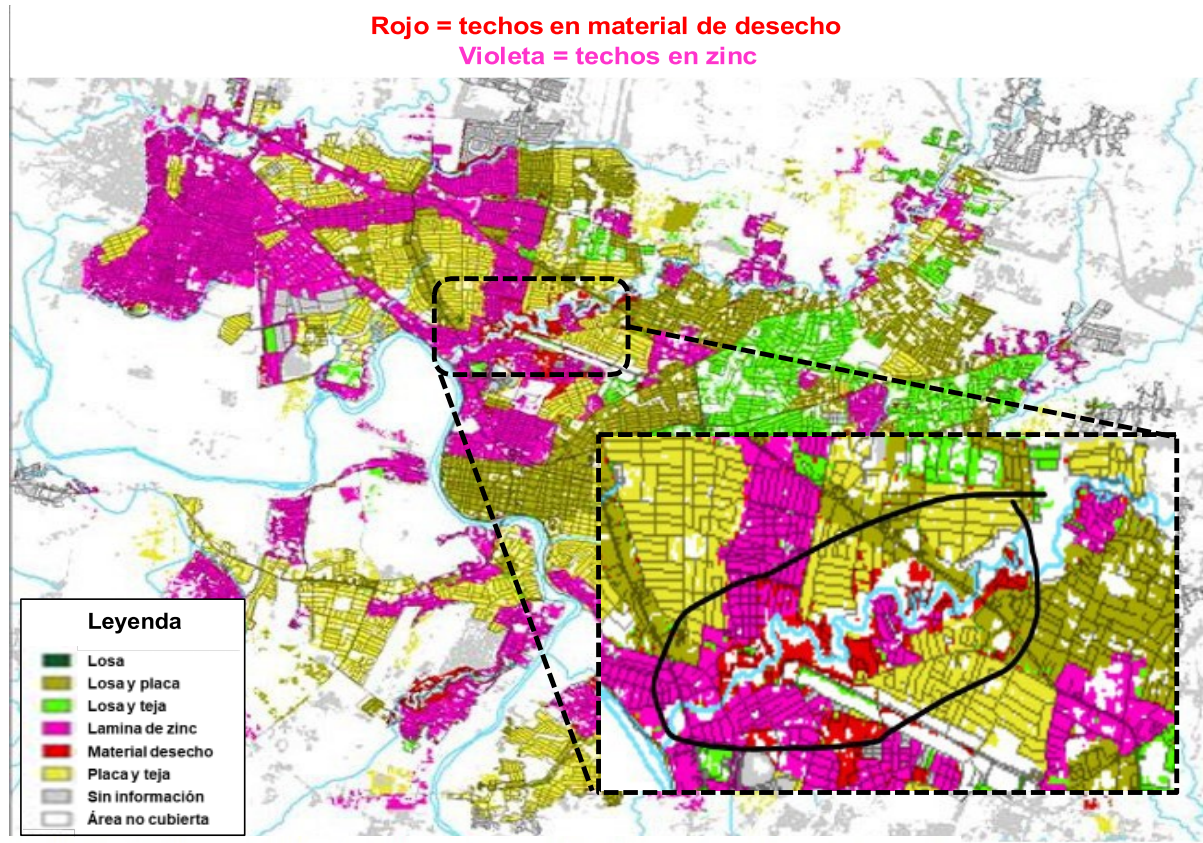 Rojo = techos en material de desecho
Violeta = techos en zinc
Leyenda
Losa
Losa y placa
Losa y teja
Lamina de zinc
Material desecho
Placa y teja
Sin información
Área no cubierta